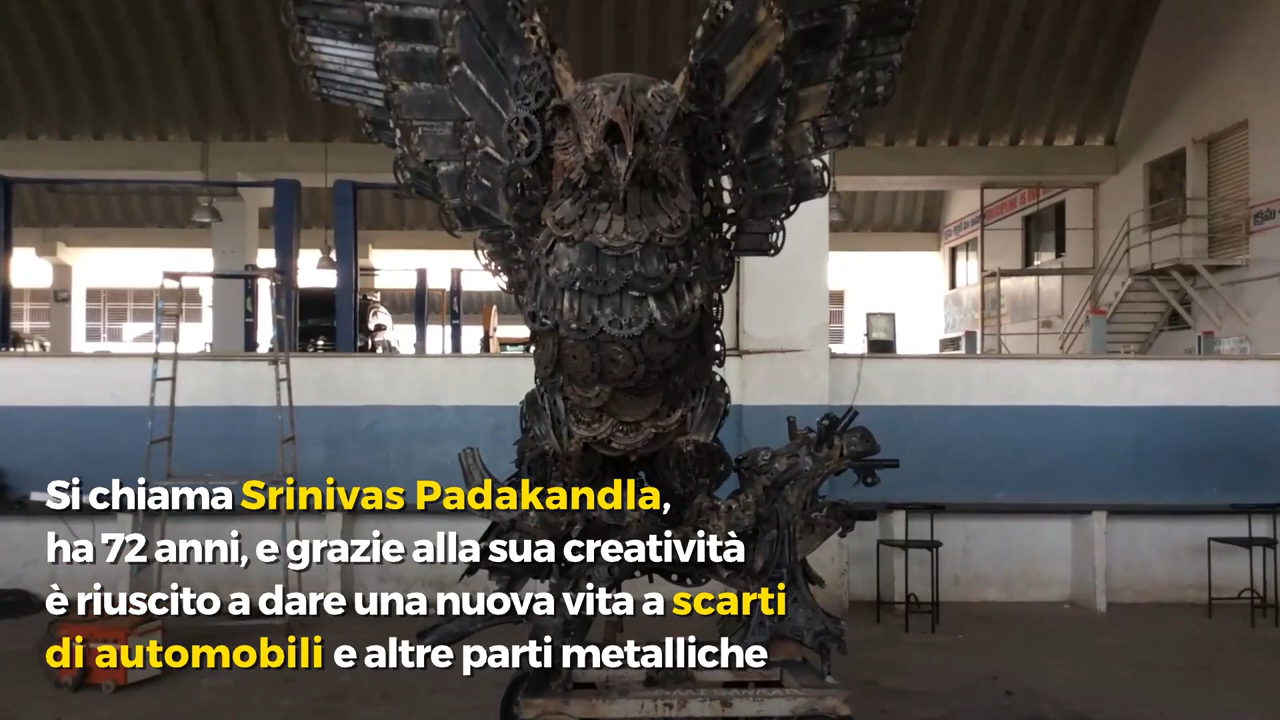 Si chiama Srinivas Padakandla,
ha 72 anni, e grazie alla sua creatività
è riuscito a dare una nuova vita a scarti
di automobili e altre parti metalliche